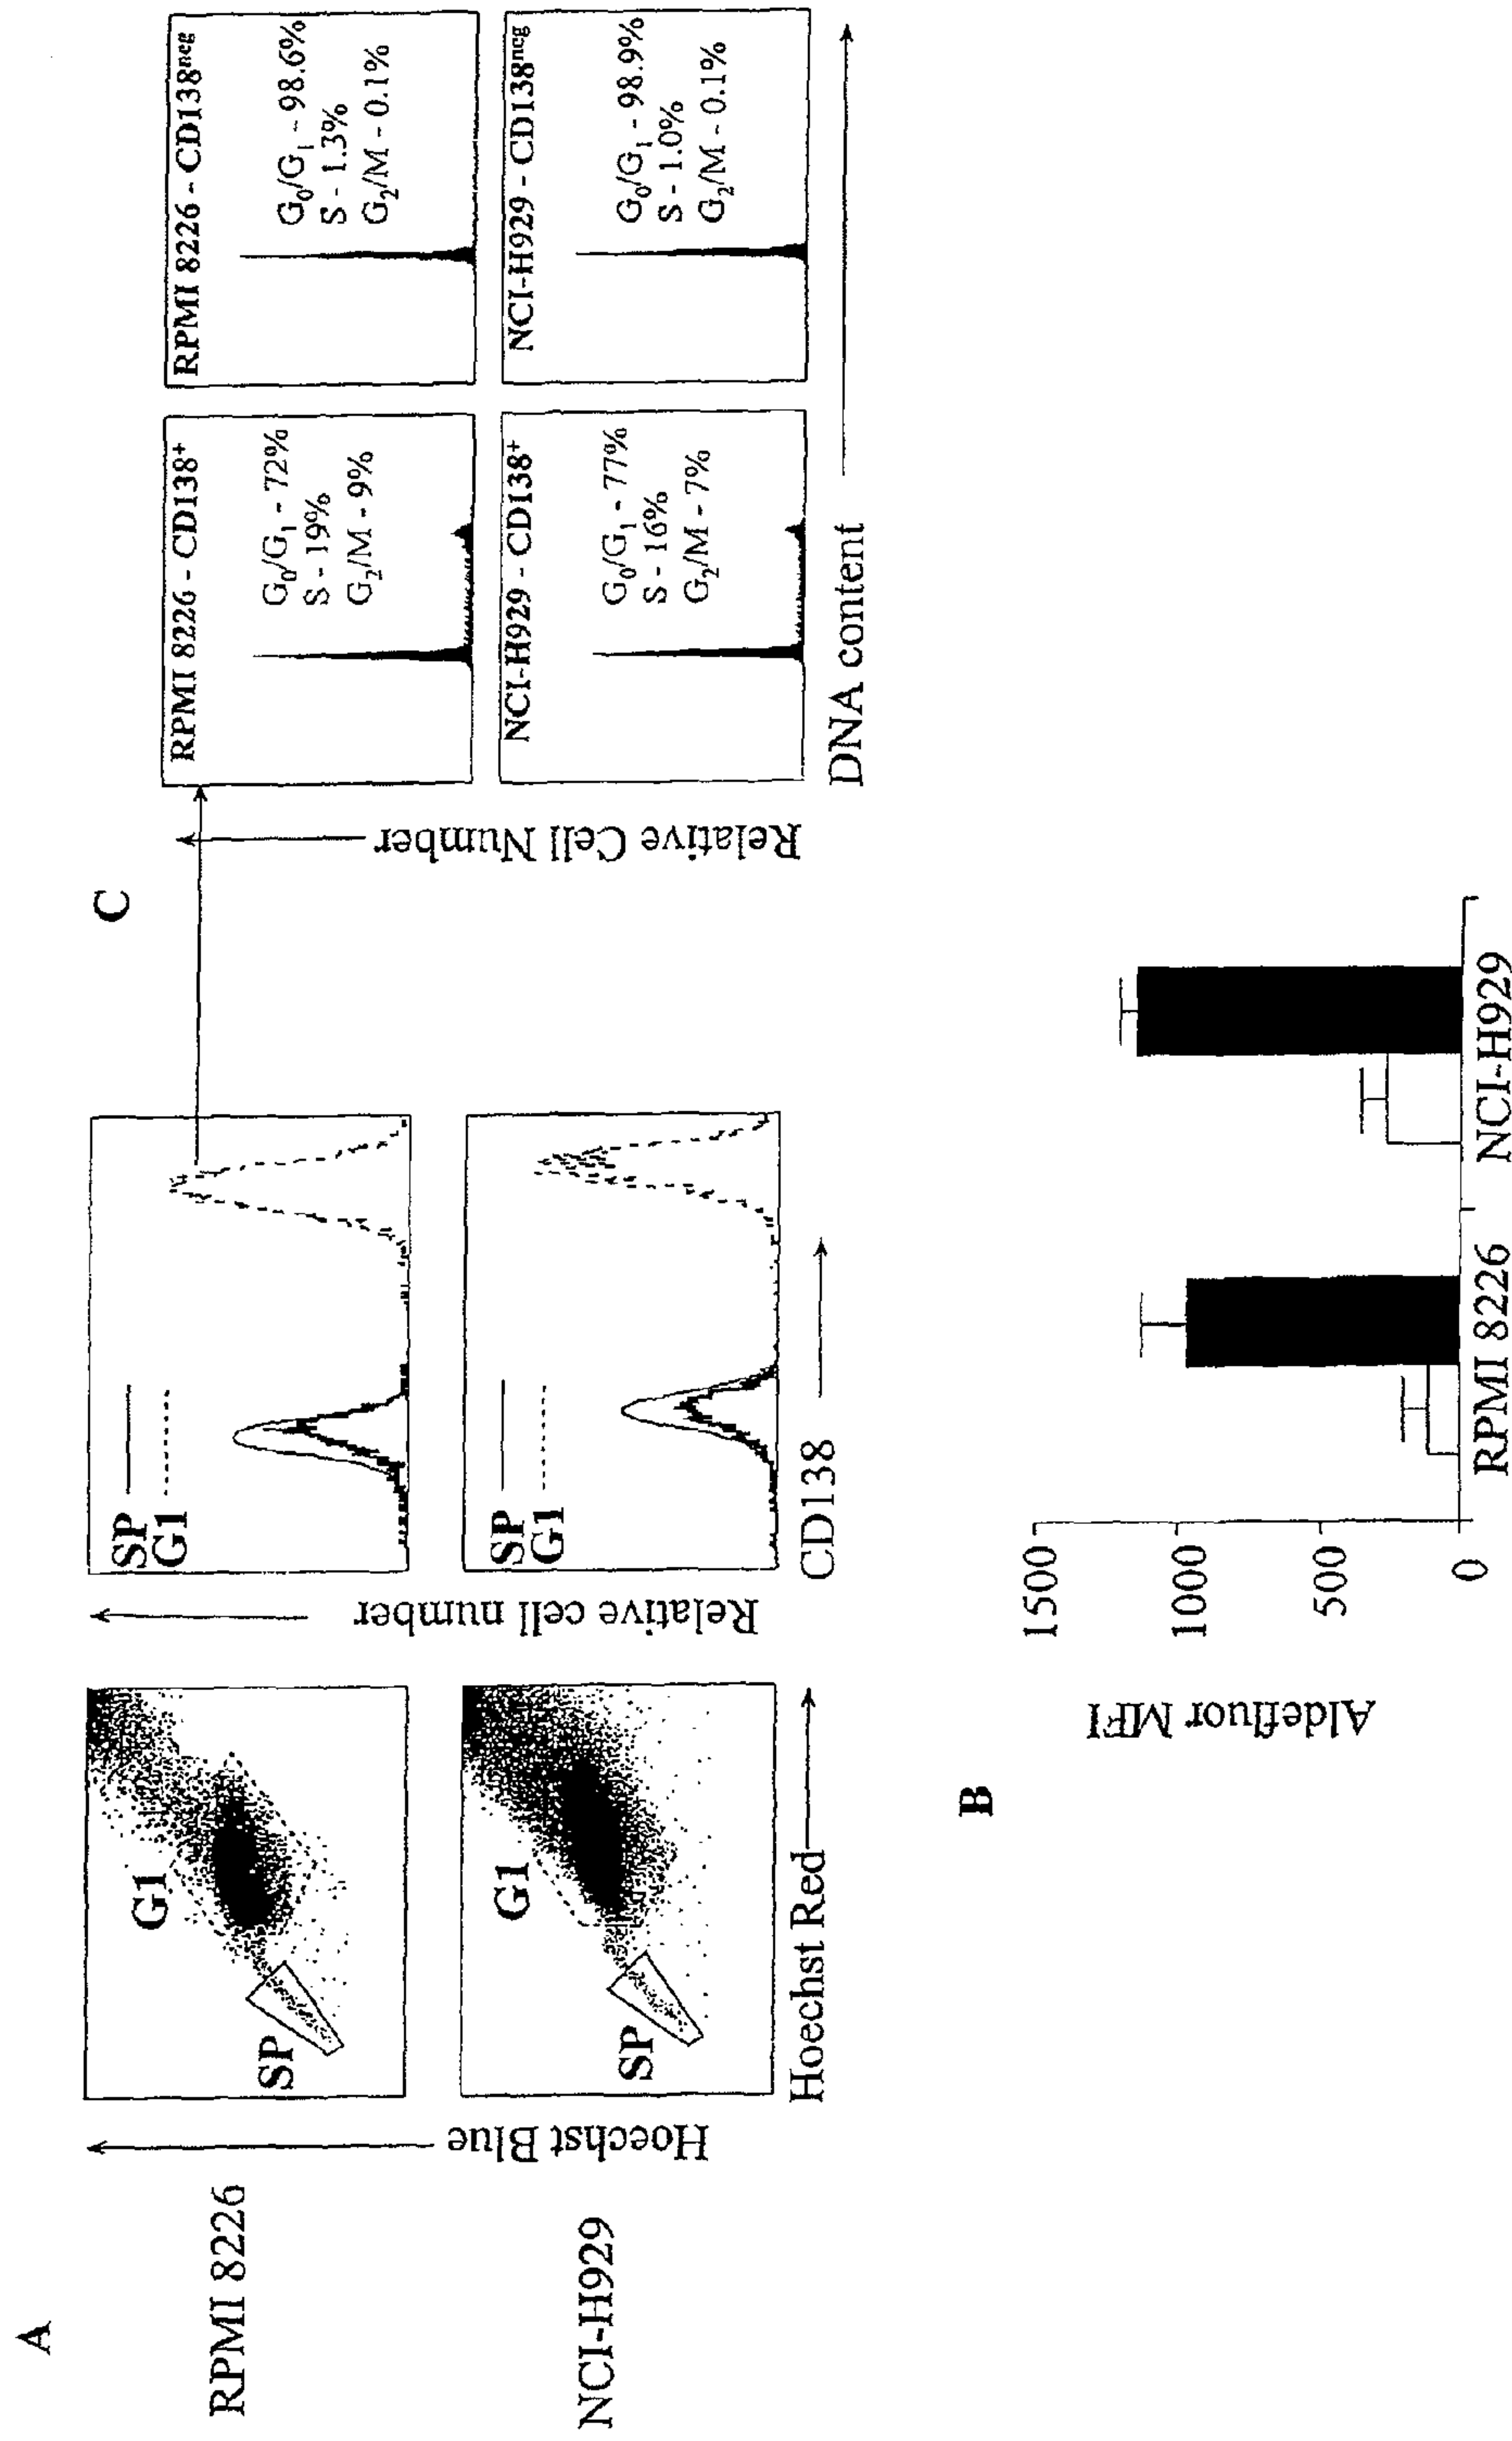 A
RPMI 8226
NCI-H929
Hoechst Blue
G1
SP
G1
SP
Hoechst Red
Relative cell number
SP
G1
SP
G1
CD138
C
Relative Cell Number
RPMI 8226 - CD138⁺
G₀/G₁ - 72%
S - 19%
G₂/M - 9%
RPMI 8226 - CD138ⁿᵉᵍ
G₀/G₁ - 98.6%
S - 1.3%
G₂/M - 0.1%
NCI-H929 - CD138⁺
G₀/G₁ - 77%
S - 16%
G₂/M - 7%
NCI-H929 - CD138ⁿᵉᵍ
G₀/G₁ - 98.9%
S - 1.0%
G₂/M - 0.1%
DNA content
B
Aldefluor MFI
1500
1000
500
0
RPMI 8226
NCI-H929